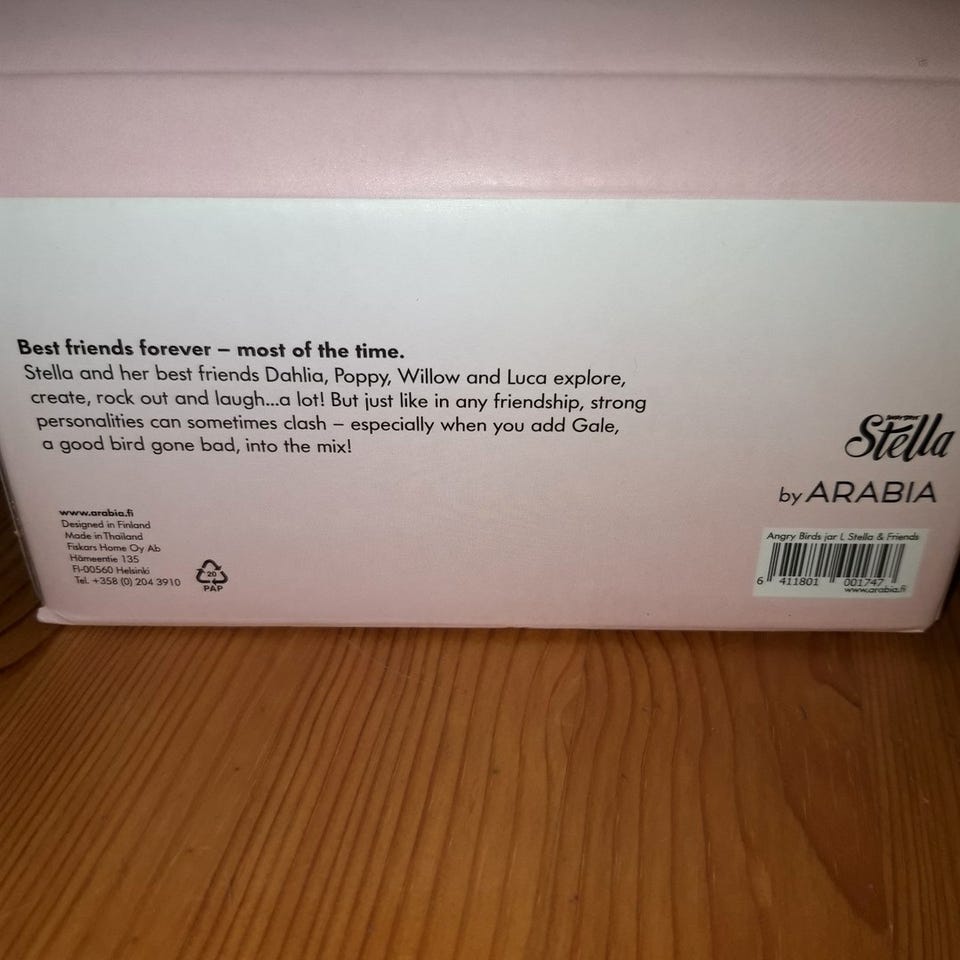 Best friends forever – most of the time.
Stella and her best friends Dahlia, Poppy, Willow and Luca explore,
create, rock out and laugh...a lot! But just like in any friendship, strong
personalities can sometimes clash – especially when you add Gale,
a good bird gone bad, into the mix!
www.arabia.fi
Designed in Finland
Made in Thailand
Fiskars Home Oy Ab
Hämeentie 135
FI-00560 Helsinki
Tel. +358 (0) 204 3910
20
PAP
ANGRY BIRDS
Stella
by ARABIA
Angry Birds jar L Stella & Friends
6 411801 001747
www.arabia.fi